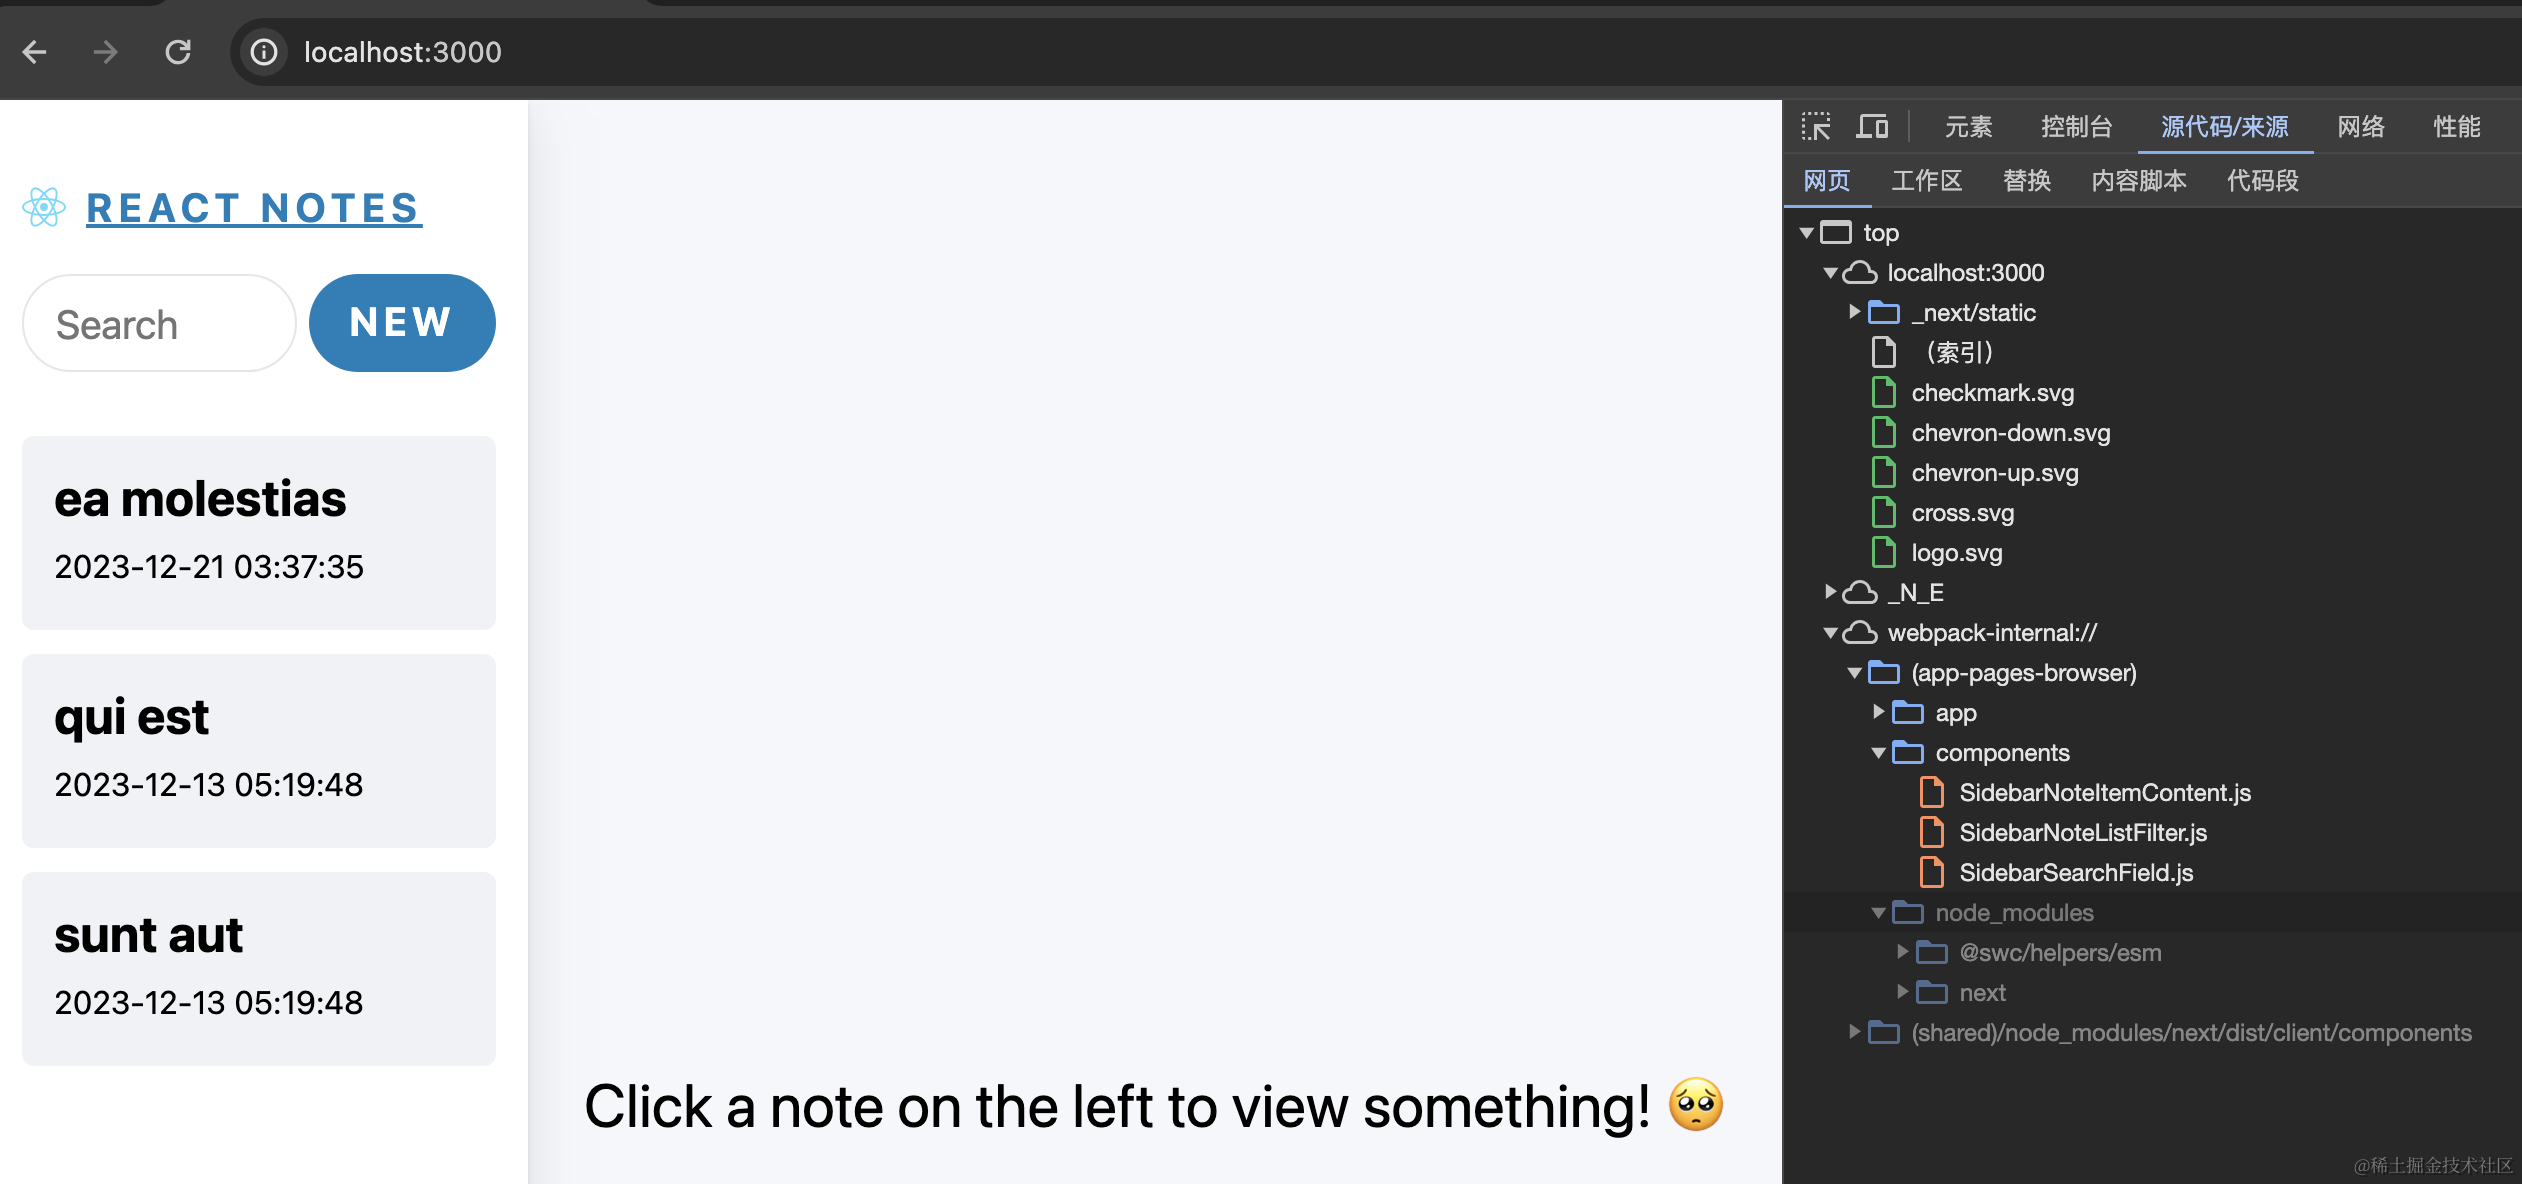 localhost:3000
REACT NOTES
Search
NEW
ea molestias
2023-12-21 03:37:35
qui est
2023-12-13 05:19:48
sunt aut
2023-12-13 05:19:48
Click a note on the left to view something! 🥺
元素 控制台 源代码/来源 网络 性能
网页 工作区 替换 内容脚本 代码段
top
localhost:3000
_next/static
（索引）
checkmark.svg
chevron-down.svg
chevron-up.svg
cross.svg
logo.svg
_N_E
webpack-internal://
(app-pages-browser)
app
components
SidebarNoteItemContent.js
SidebarNoteListFilter.js
SidebarSearchField.js
node_modules
@swc/helpers/esm
next
(shared)/node_modules/next/dist/client/components
@稀土掘金技术社区